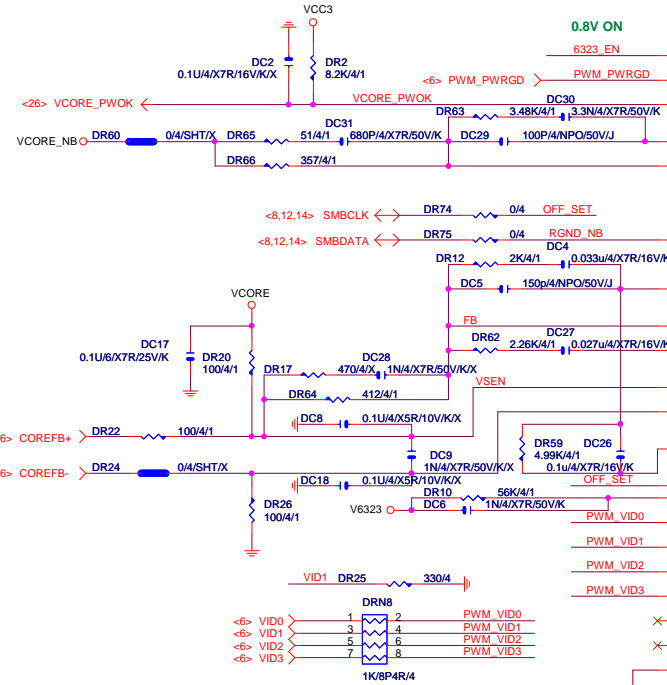 VCC3
0.8V ON
6323_EN
DC2
0.1U/4/X7R/16V/K/X
DR2
8.2K/4/1
<6> PWM_PWRGD
PWM_PWRGD
<26> VCORE_PWOK
VCORE_PWOK
DR63
3.48K/4/1
DC30
3.3N/4/X7R/50V/K
VCORE_NB
DR60
0/4/SHT/X
DR65
51/4/1
DC31
680P/4/X7R/50V/K
DC29
100P/4/NPO/50V/J
DR66
357/4/1
<8,12,14> SMBCLK
DR74
0/4
OFF_SET
<8,12,14> SMBDATA
DR75
0/4
RGND_NB
DR12
2K/4/1
DC4
0.033u/4/X7R/16V/K
DC5
150p/4/NPO/50V/J
VCORE
FB
DR62
2.26K/4/1
DC27
0.027u/4/X7R/16V/K
DC17
0.1U/6/X7R/25V/K
DR20
100/4/1
DR17
470/4/X
DC28
1N/4/X7R/50V/K/X
VSEN
DR64
412/4/1
DC8
0.1U/4/X5R/10V/K/X
6> COREFB+
DR22
100/4/1
DC9
1N/4/X7R/50V/K/X
DR59
4.99K/4/1
DC26
0.1u/4/X7R/16V/K
6> COREFB-
DR24
0/4/SHT/X
DC18
0.1U/4/X5R/10V/K/X
OFF_SET
DR26
100/4/1
DR10
56K/4/1
V6323
DC6
1N/4/X7R/50V/K
PWM_VID0
PWM_VID1
PWM_VID2
PWM_VID3
VID1
DR25
330/4
DRN8
<6> VID0
1
2
PWM_VID0
<6> VID1
3
4
PWM_VID1
<6> VID2
5
6
PWM_VID2
<6> VID3
7
8
PWM_VID3
1K/8P4R/4